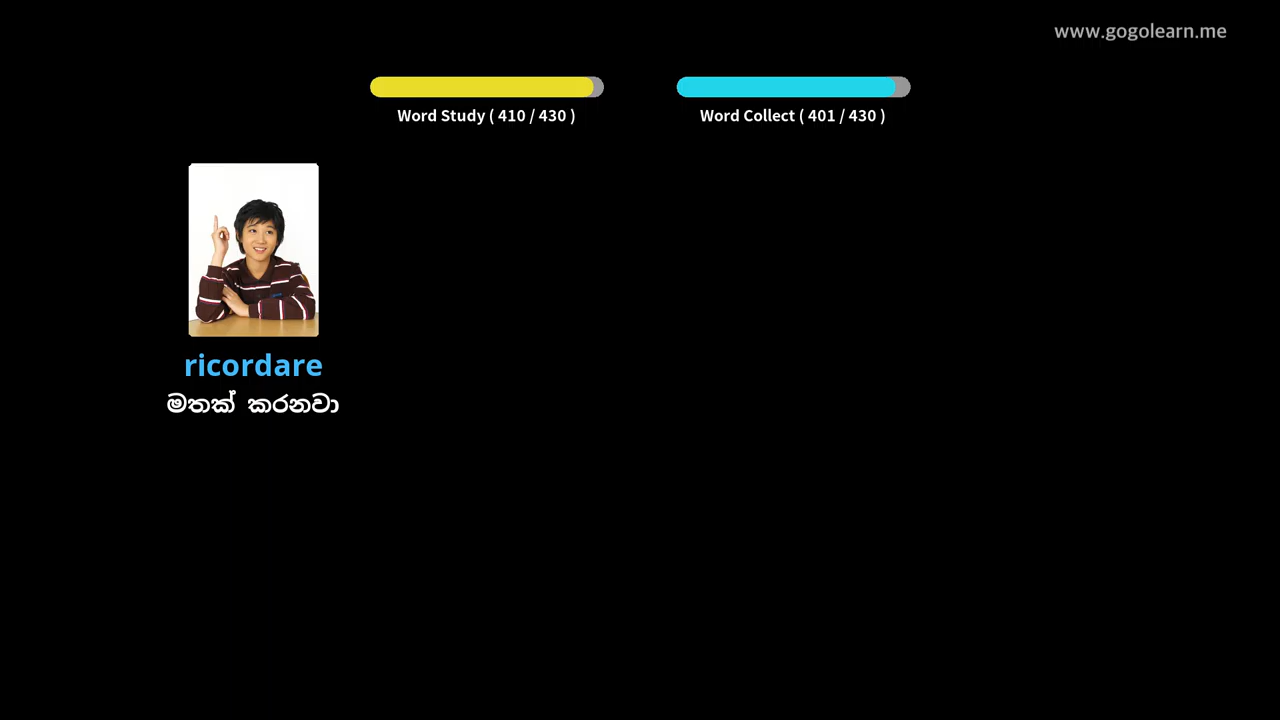 www.gogolearn.me
Word Study ( 410 / 430 )
Word Collect ( 401 / 430 )
ricordare
මතක් කරනවා